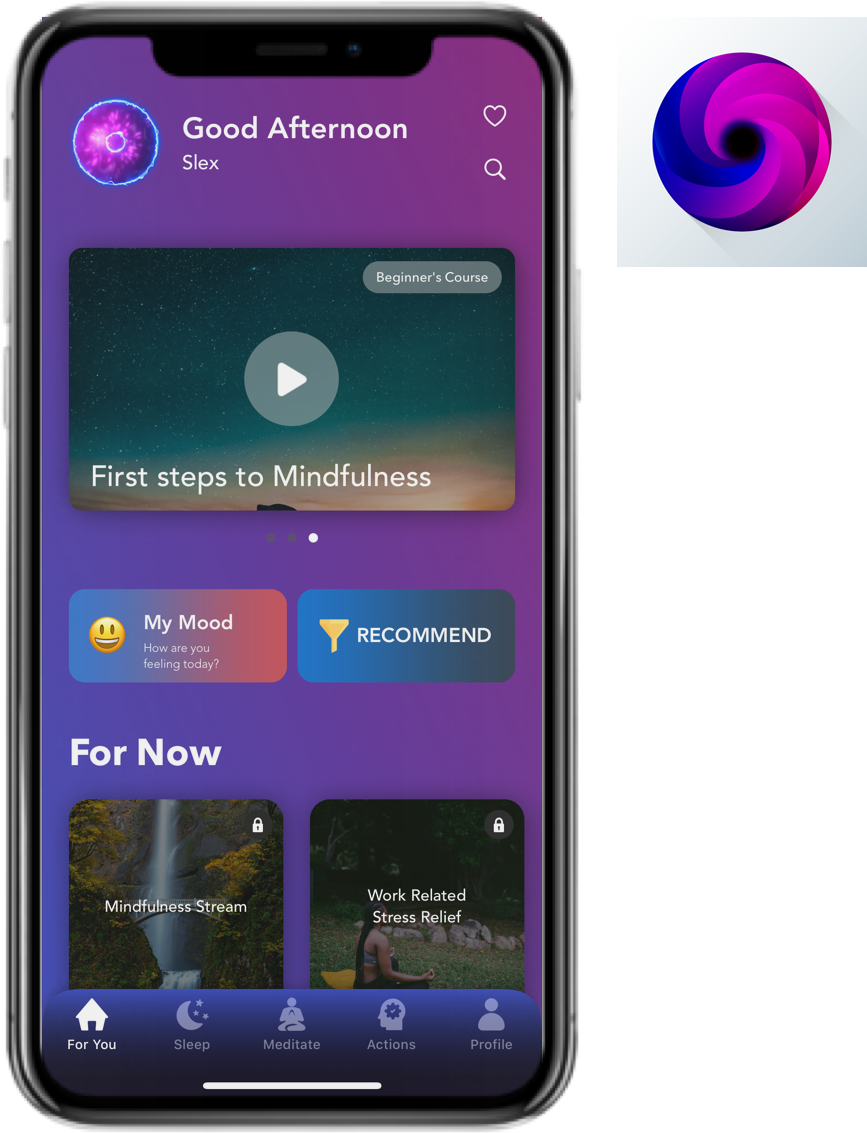 Good Afternoon
Slex
Beginner's Course
First steps to Mindfulness
My Mood
How are you
feeling today?
RECOMMEND
For Now
Mindfulness Stream
Work Related
Stress Relief
For You
Sleep
Meditate
Actions
Profile